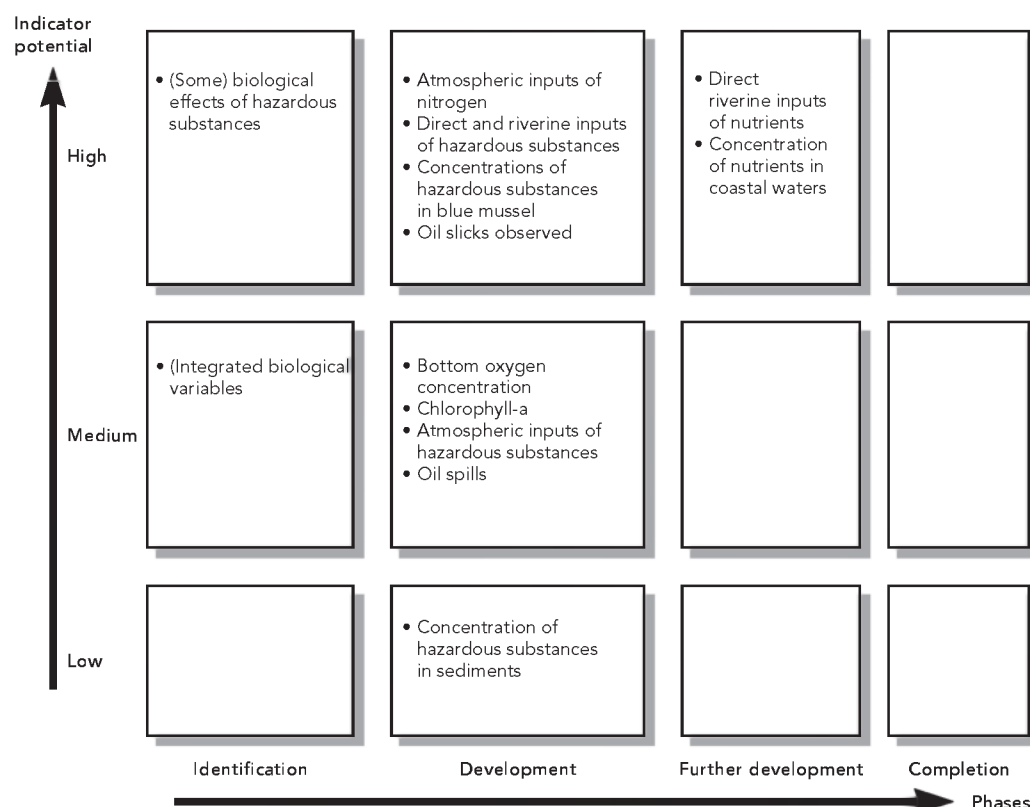 Indicator
potential
High
• (Some) biological
effects of hazardous
substances
• Atmospheric inputs of
nitrogen
• Direct and riverine inputs
of hazardous substances
• Concentrations of
hazardous substances
in blue mussel
• Oil slicks observed
• Direct
riverine inputs
of nutrients
• Concentration
of nutrients in
coastal waters
Medium
• (Integrated biological
variables
• Bottom oxygen
concentration
• Chlorophyll-a
• Atmospheric inputs of
hazardous substances
• Oil spills
Low
• Concentration of
hazardous substances
in sediments
Identification
Development
Further development
Completion
Phases